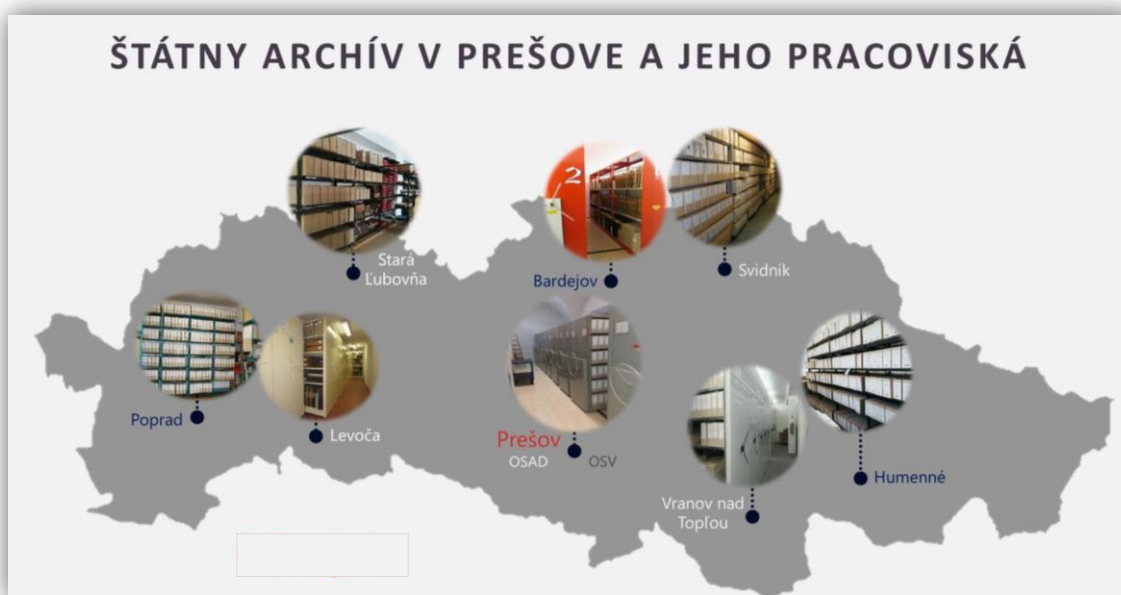 ŠTÁTNY ARCHÍV V PREŠOVE A JEHO PRACOVISKÁ
2
Stará
Ľubovňa
Bardejov
Svidník
Poprad
Levoča
Prešov
OSAD
OSV
Humenné
Vranov nad
Topľou